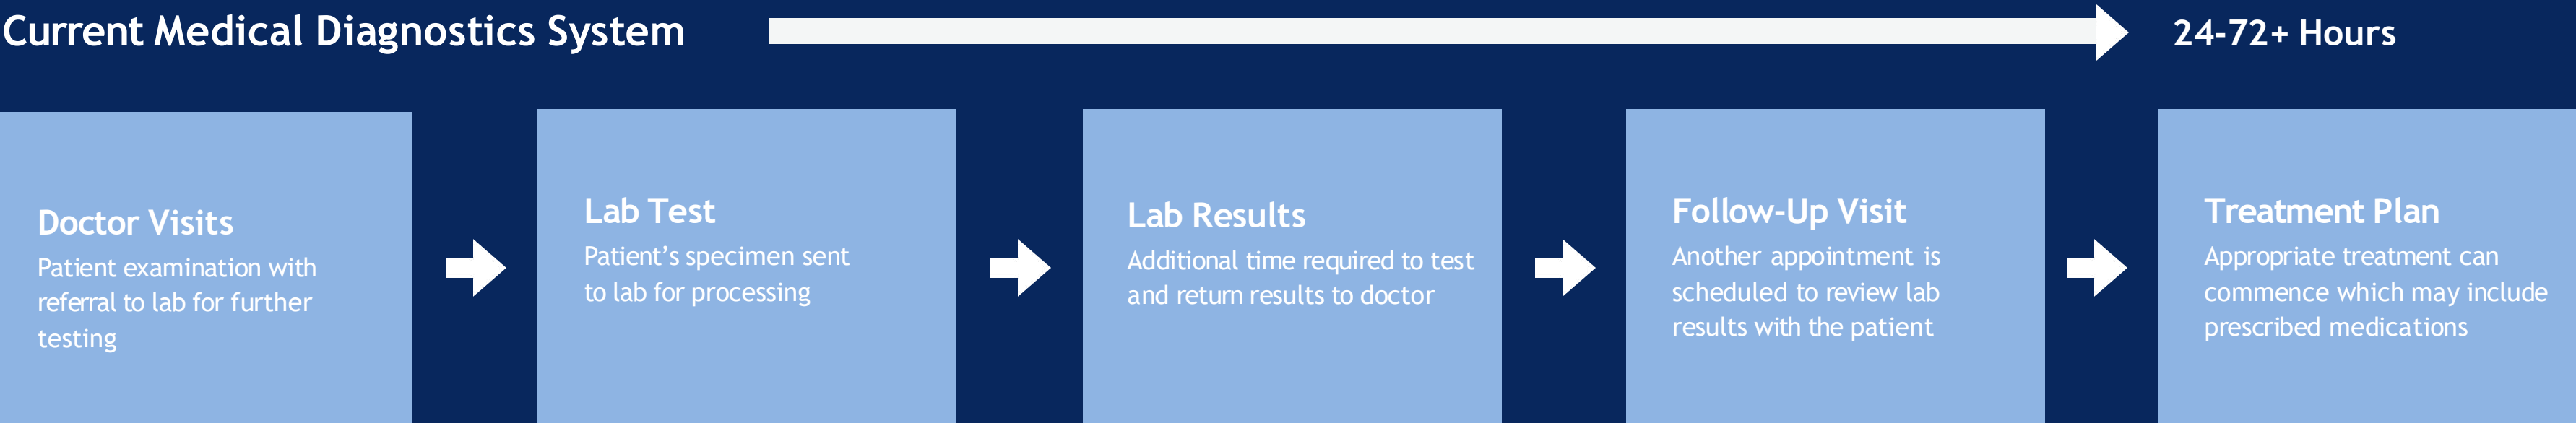 Current Medical Diagnostics System
24-72+ Hours
Doctor Visits
Patient examination with
referral to lab for further
testing
Lab Test
Patient’s specimen sent
to lab for processing
Lab Results
Additional time required to test
and return results to doctor
Follow-Up Visit
Another appointment is
scheduled to review lab
results with the patient
Treatment Plan
Appropriate treatment can
commence which may include
prescribed medications